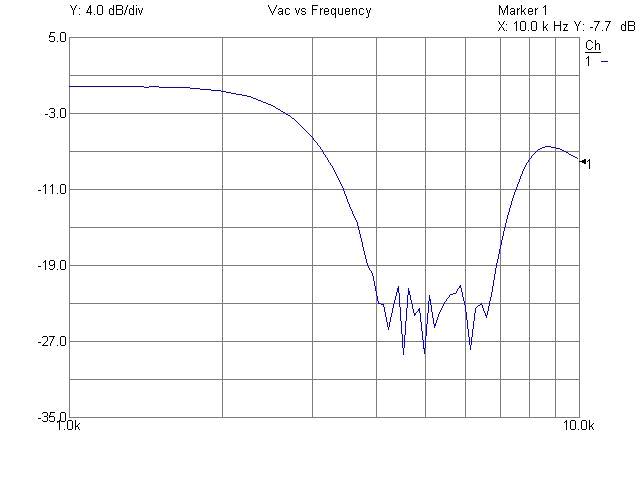 Y: 4.0 dB/div Vac vs Frequency Marker 1
X: 10.0 k Hz Y: -7.7 dB
5.0
Ch
1 –
-3.0
1
-11.0
-19.0
-27.0
-35.0
1.0k 10.0k